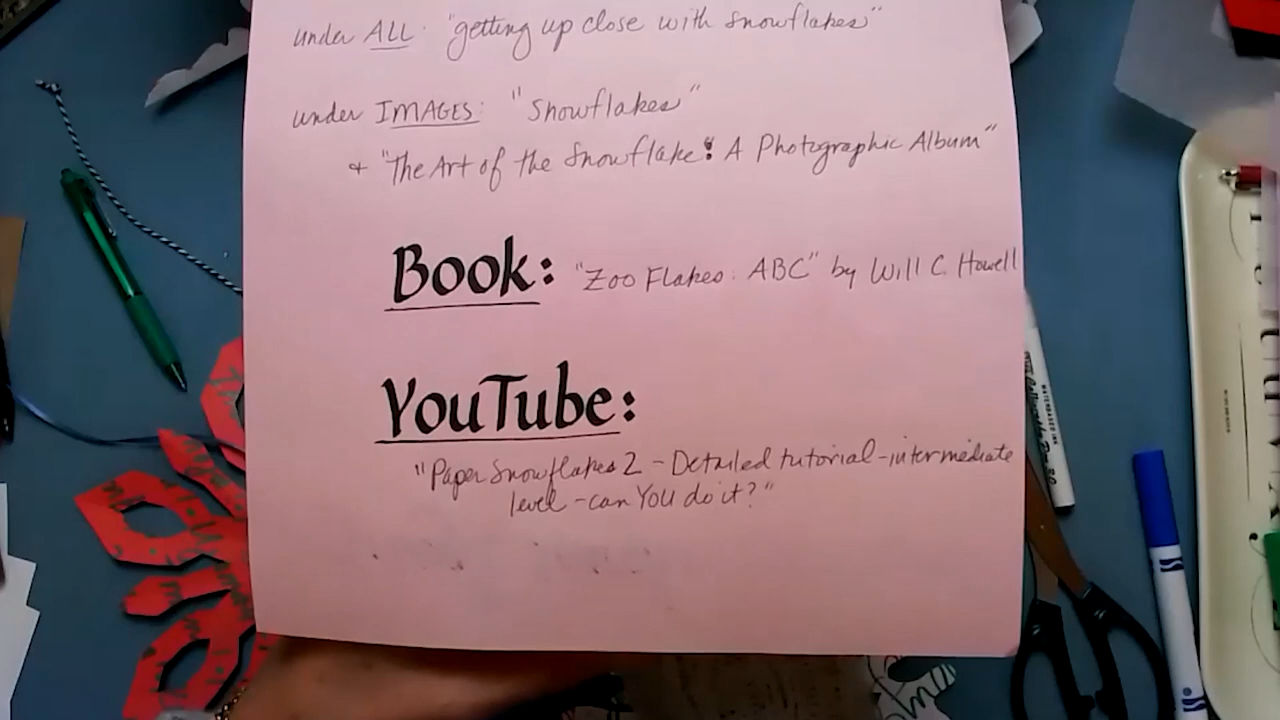 under ALL: "getting up close with Snowflakes"
under IMAGES: "Snowflakes"
+ "The Art of the Snowflake: A Photographic Album"
Book: "Zoo Flakes: ABC" by Will C. Howell
YouTube:
"Paper Snowflakes 2 - Detailed tutorial - intermediate
level - can YOU do it?"